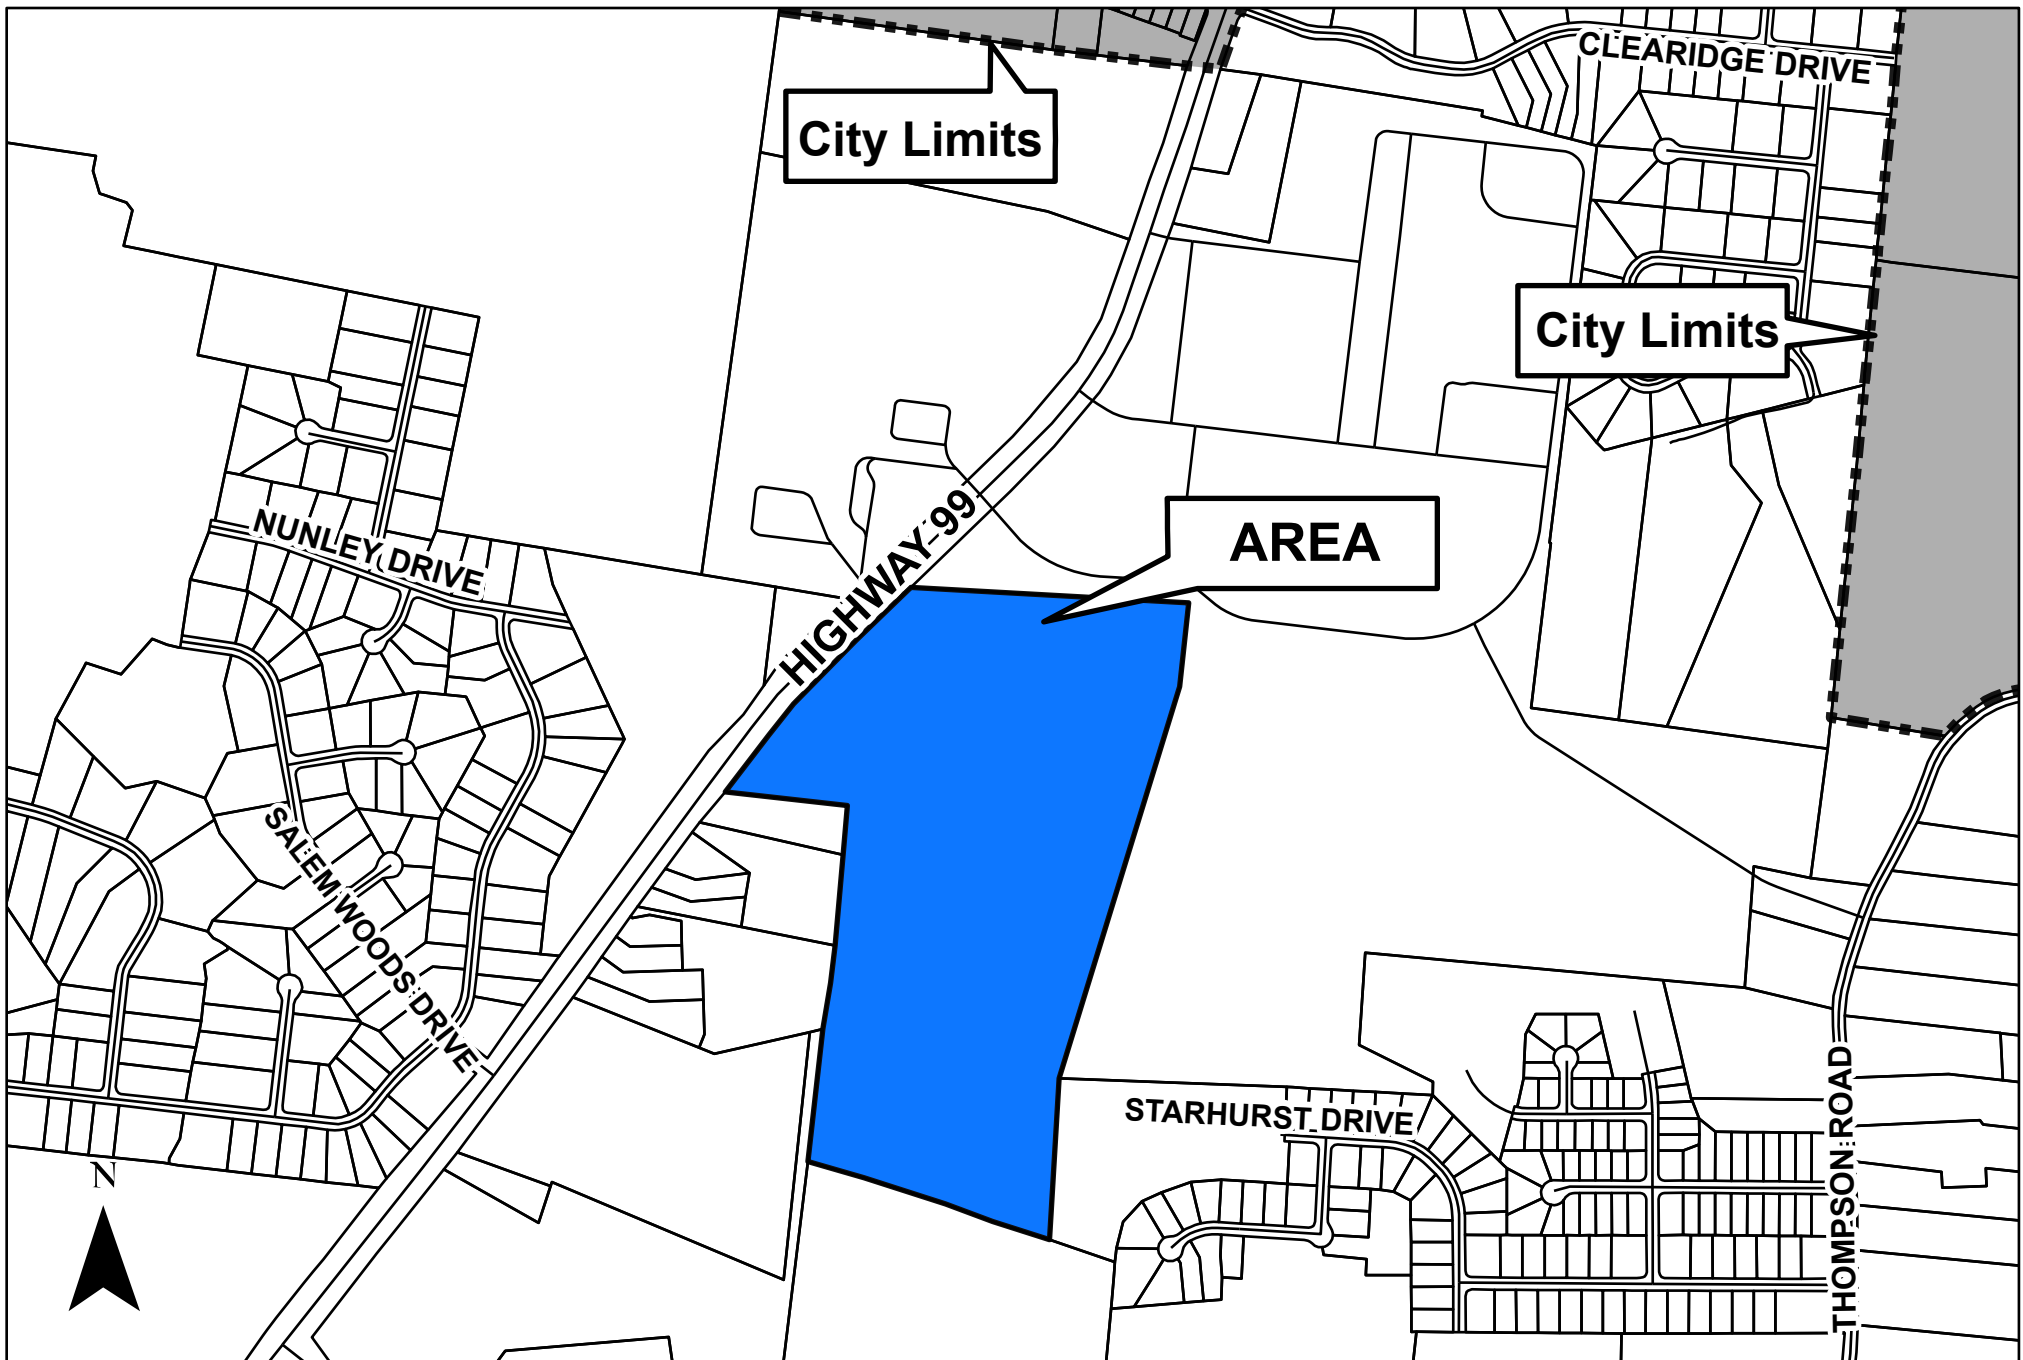 CLEARIDGE DRIVE
City Limits
City Limits
HIGHWAY 99
AREA
NUNLEY DRIVE
SALEM WOODS DRIVE
STARHURST DRIVE
THOMPSON ROAD
N